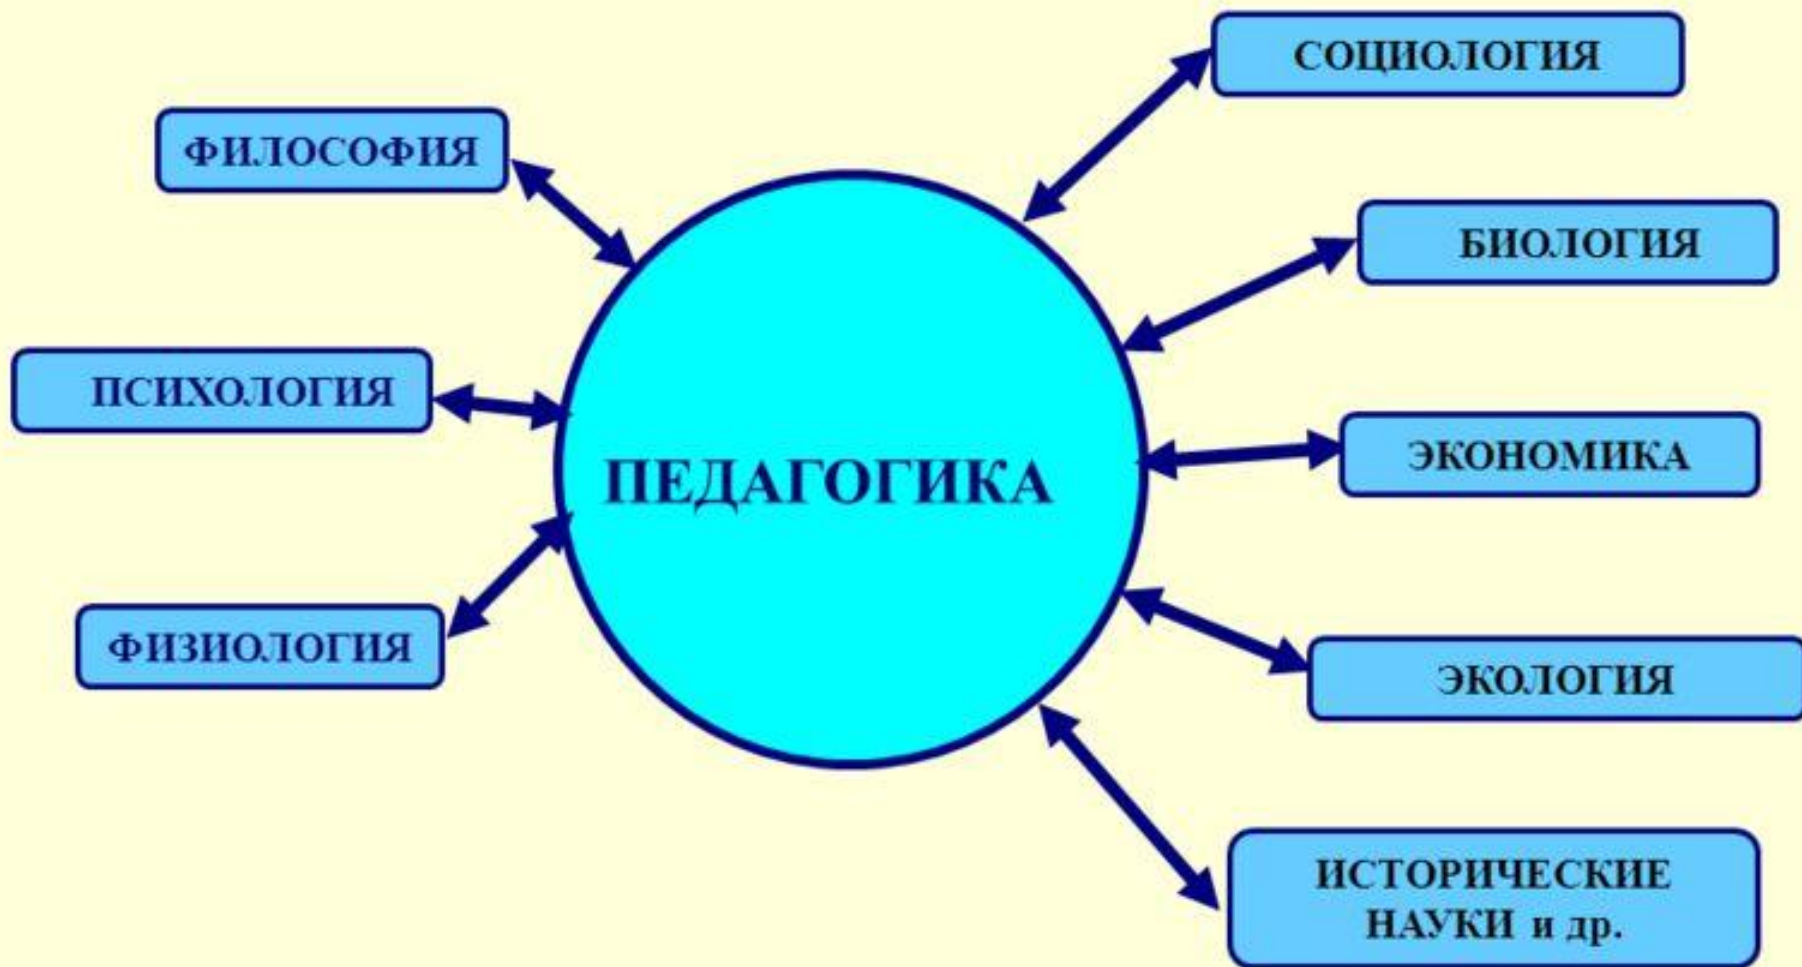 СОЦИОЛОГИЯ
ФИЛОСОФИЯ
БИОЛОГИЯ
ПСИХОЛОГИЯ
ПЕДАГОГИКА
ЭКОНОМИКА
ФИЗИОЛОГИЯ
ЭКОЛОГИЯ
ИСТОРИЧЕСКИЕ
НАУКИ и др.